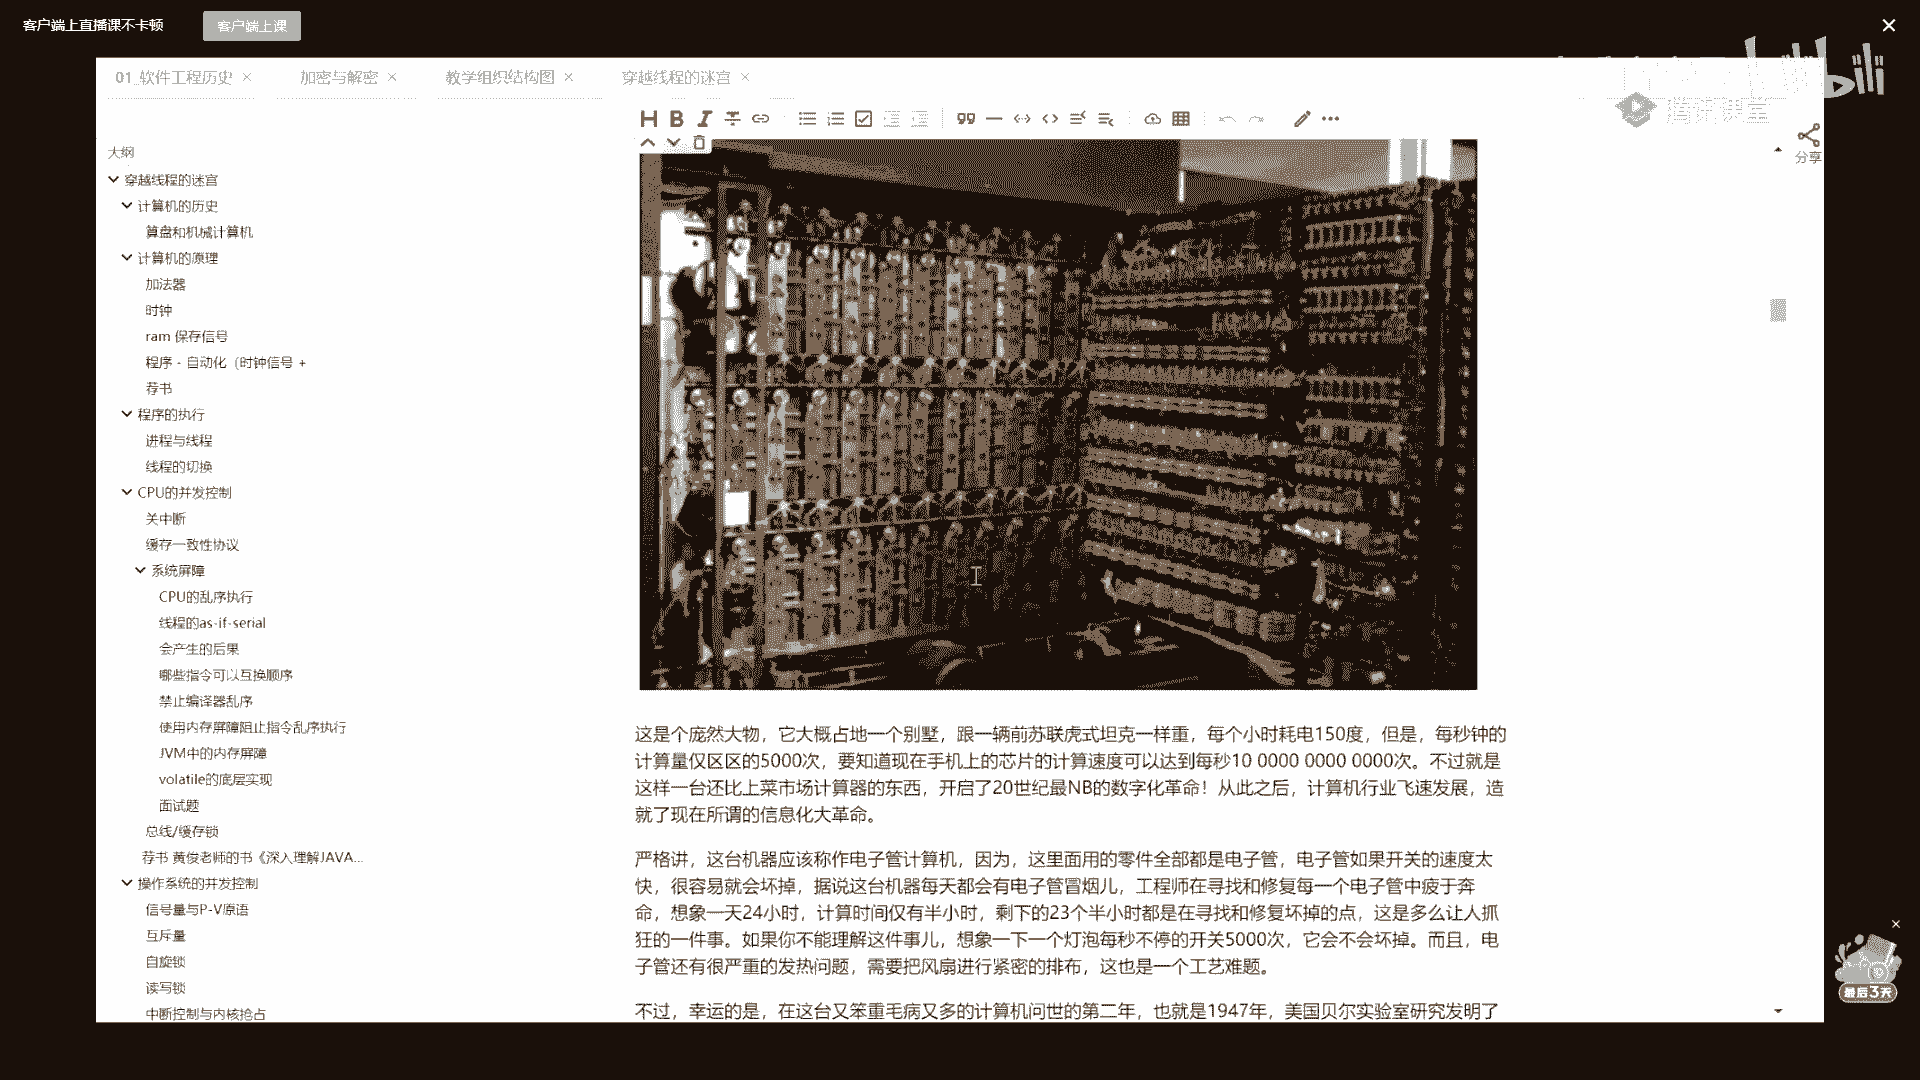 客户端上直播课不卡顿
客户端上课
01_软件工程历史
加密与解密
教学组织结构图
穿越线程的迷宫
bilibili
腾讯课堂
分享
大纲
穿越线程的迷宫
计算机的历史
算盘和机械计算机
计算机的原理
加法器
时钟
ram 保存信号
程序 - 自动化（时钟信号 +
荐书
程序的执行
进程与线程
线程的切换
CPU的并发控制
关中断
缓存一致性协议
系统屏障
CPU的乱序执行
线程的as-if-serial
会产生的后果
哪些指令可以互换顺序
禁止编译器乱序
使用内存屏障阻止指令乱序执行
JVM中的内存屏障
volatile的底层实现
面试题
总线/缓存锁
荐书 黄俊老师的书《深入理解JAVA...
操作系统的并发控制
信号量与P-V原语
互斥量
自旋锁
读写锁
中断控制与内核抢占
这是个庞然大物，它大概占地一个别墅，跟一辆前苏联虎式坦克一样重，每个小时耗电150度，但是，每秒钟的
计算量仅区区的5000次，要知道现在手机上的芯片的计算速度可以达到每秒10 0000 0000 0000次。不过就是
这样一台还比上菜市场计算器的东西，开启了20世纪最NB的数字化革命！从此之后，计算机行业飞速发展，造
就了现在所谓的信息化大革命。
严格讲，这台机器应该称作电子管计算机，因为，这里面用的零件全部都是电子管，电子管如果开关的速度太
快，很容易就会坏掉，据说这台机器每天都会有电子管冒烟儿，工程师在寻找和修复每一个电子管中疲于奔
命，想象一天24小时，计算时间仅有半小时，剩下的23个半小时都是在寻找和修复坏掉的点，这是多么让人抓
狂的一件事。如果你不能理解这件事儿，想象一下一个灯泡每秒不停的开关5000次，它会不会坏掉。而且，电
子管还有很严重的发热问题，需要把风扇进行紧密的排布，这也是一个工艺难题。
不过，幸运的是，在这台又笨重毛病又多的计算机问世的第二年，也就是1947年，美国贝尔实验室研究发明了
最后3天